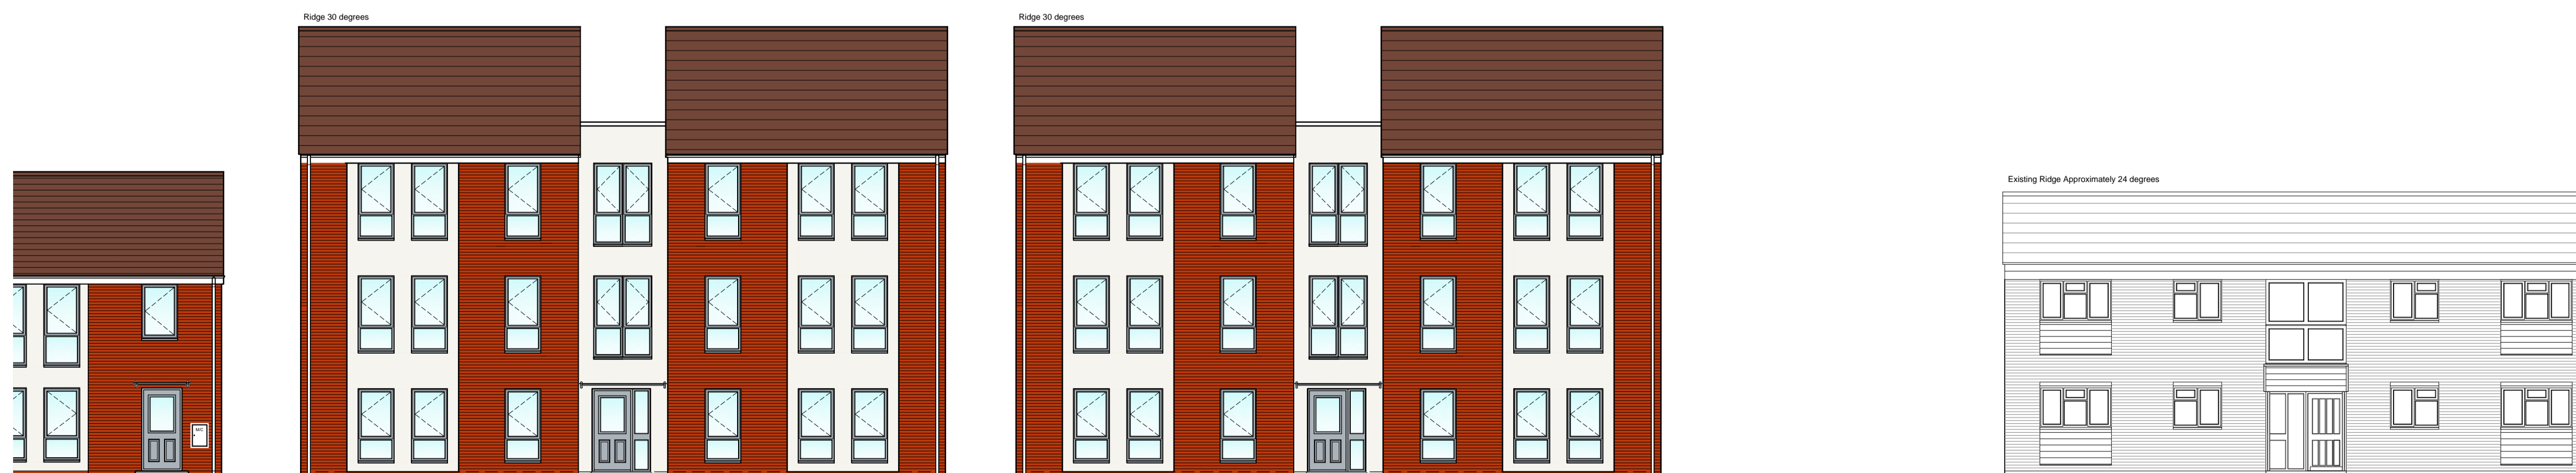 Ridge 30 degrees
Ridge 30 degrees
Existing Ridge Approximately 24 degrees
M/C